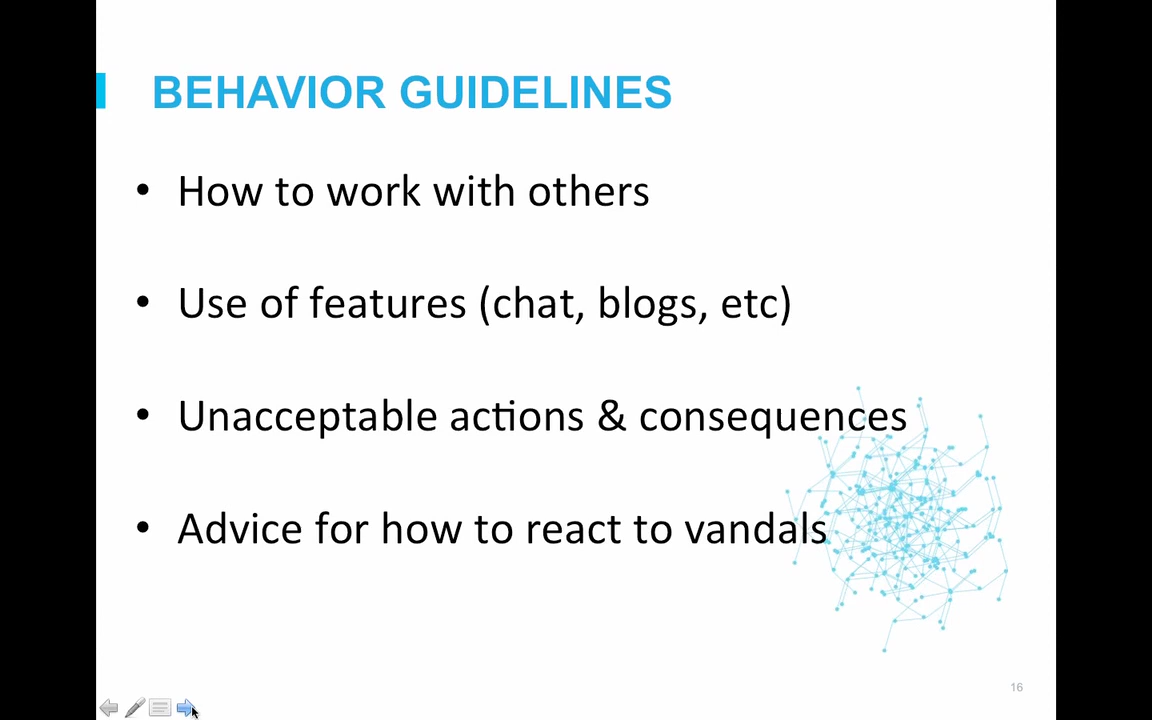 BEHAVIOR GUIDELINES
• How to work with others
• Use of features (chat, blogs, etc)
• Unacceptable actions & consequences
• Advice for how to react to vandals
16